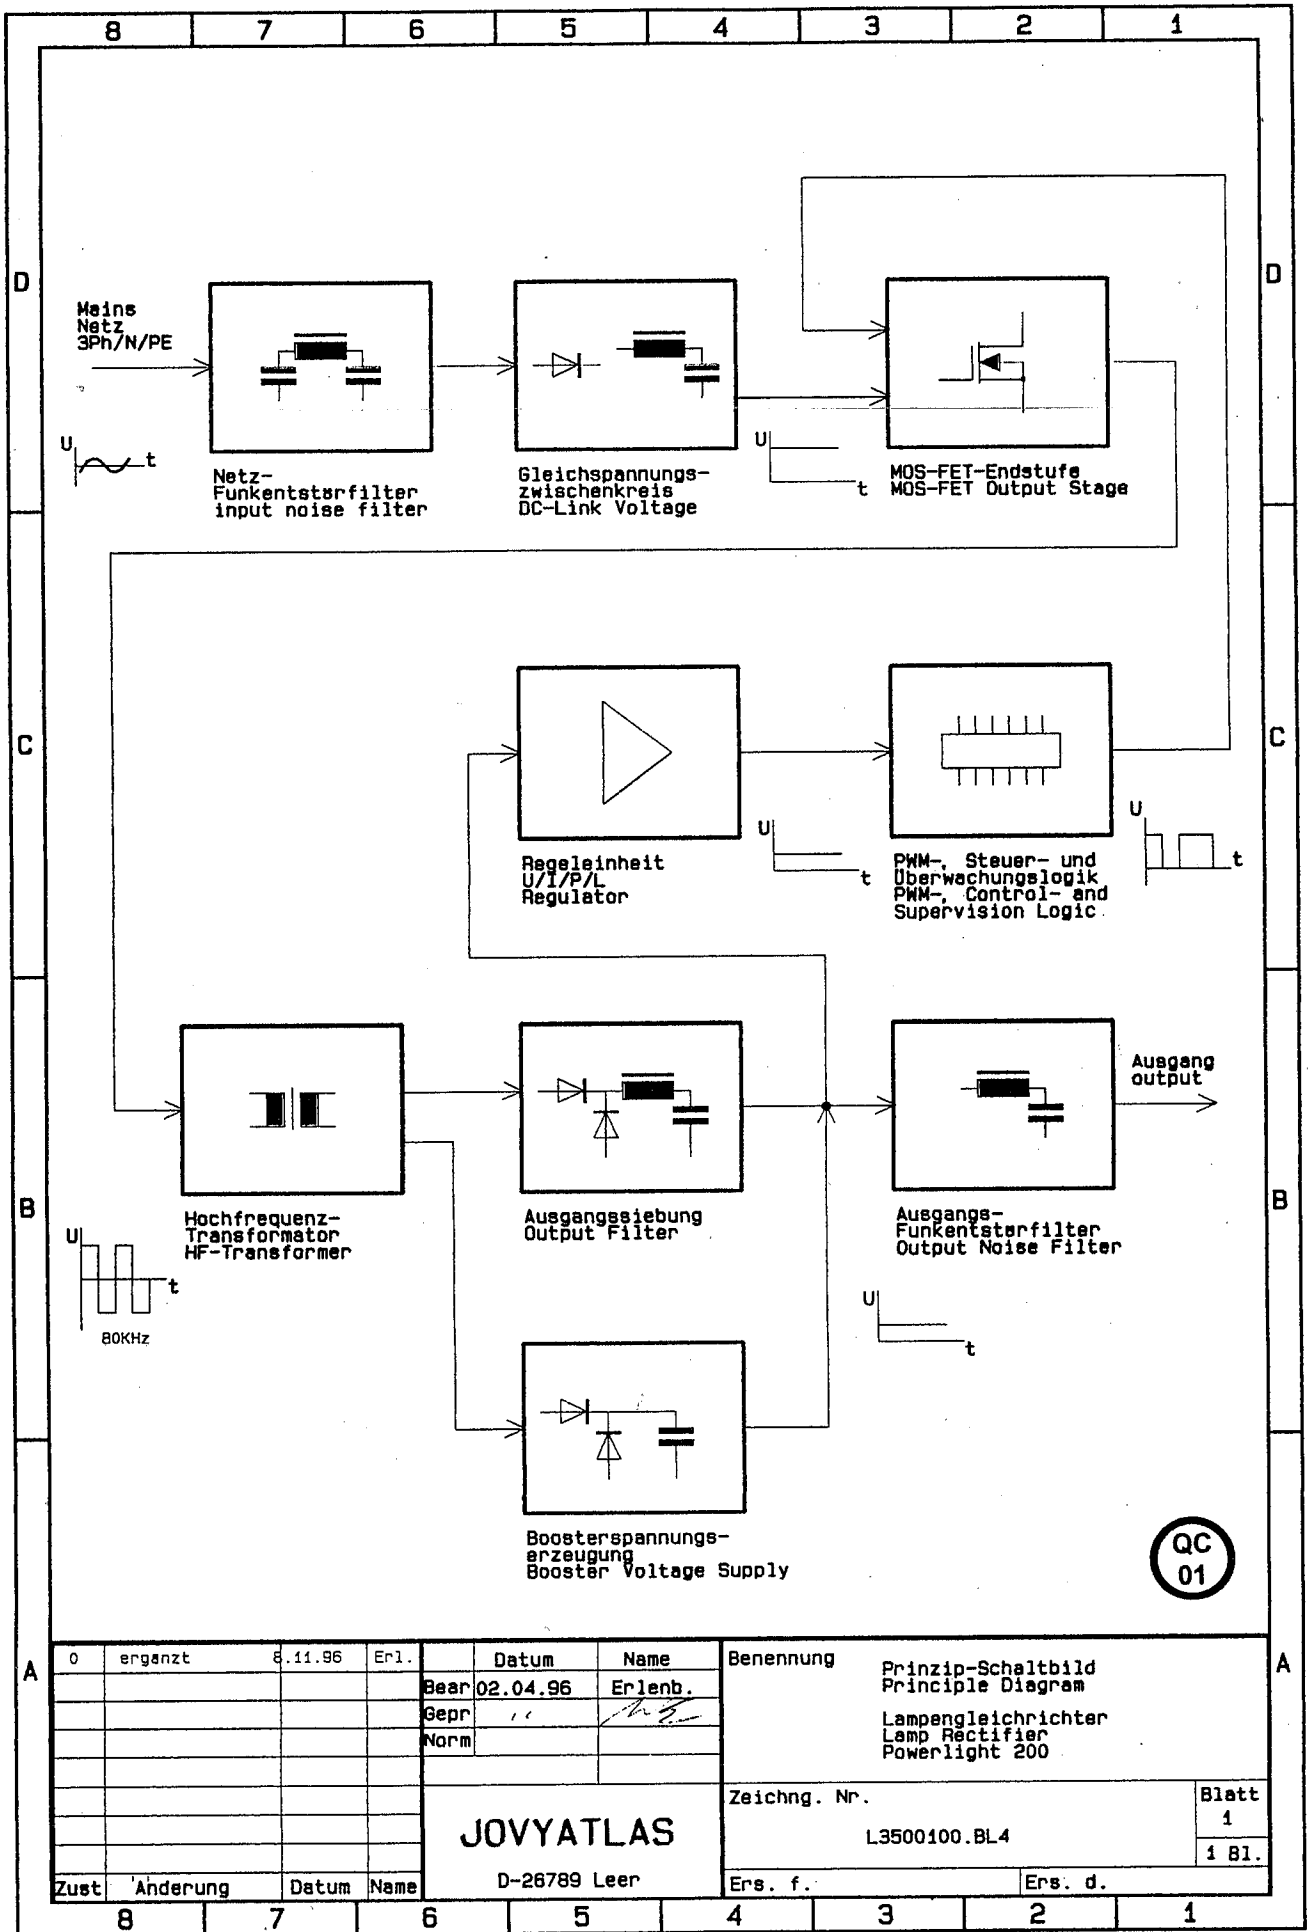 8 7 6 5 4 3 2 1
D D
Mains
Netz
3Ph/N/PE
U
t
Netz-
Funkentstörfilter
input noise filter
Gleichspannungs-
zwischenkreis
DC-Link Voltage
U
t
MOS-FET-Endstufe
MOS-FET Output Stage
C C
Regeleinheit
U/I/P/L
Regulator
U
t
PWM-, Steuer- und
Überwachungslogik
PWM-, Control- and
Supervision Logic
U
t
Ausgang
output
B B
Hochfrequenz-
Transformator
HF-Transformer
U
t
80KHz
Ausgangssiebung
Output Filter
Ausgangs-
Funkentstörfilter
Output Noise Filter
U
t
Boosterspannungs-
erzeugung
Booster Voltage Supply
QC
01
A A
0 ergänzt 8.11.96 Erl.
Zust Änderung Datum Name
Datum Name
Bear 02.04.96 Erlenb.
Gepr ''
Norm
JOVYATLAS
D-26789 Leer
Benennung
Prinzip-Schaltbild
Principle Diagram
Lampengleichrichter
Lamp Rectifier
Powerlight 200
Zeichng. Nr.
L3500100.BL4
Blatt
1
1 Bl.
Ers. f. Ers. d.
8 7 6 5 4 3 2 1